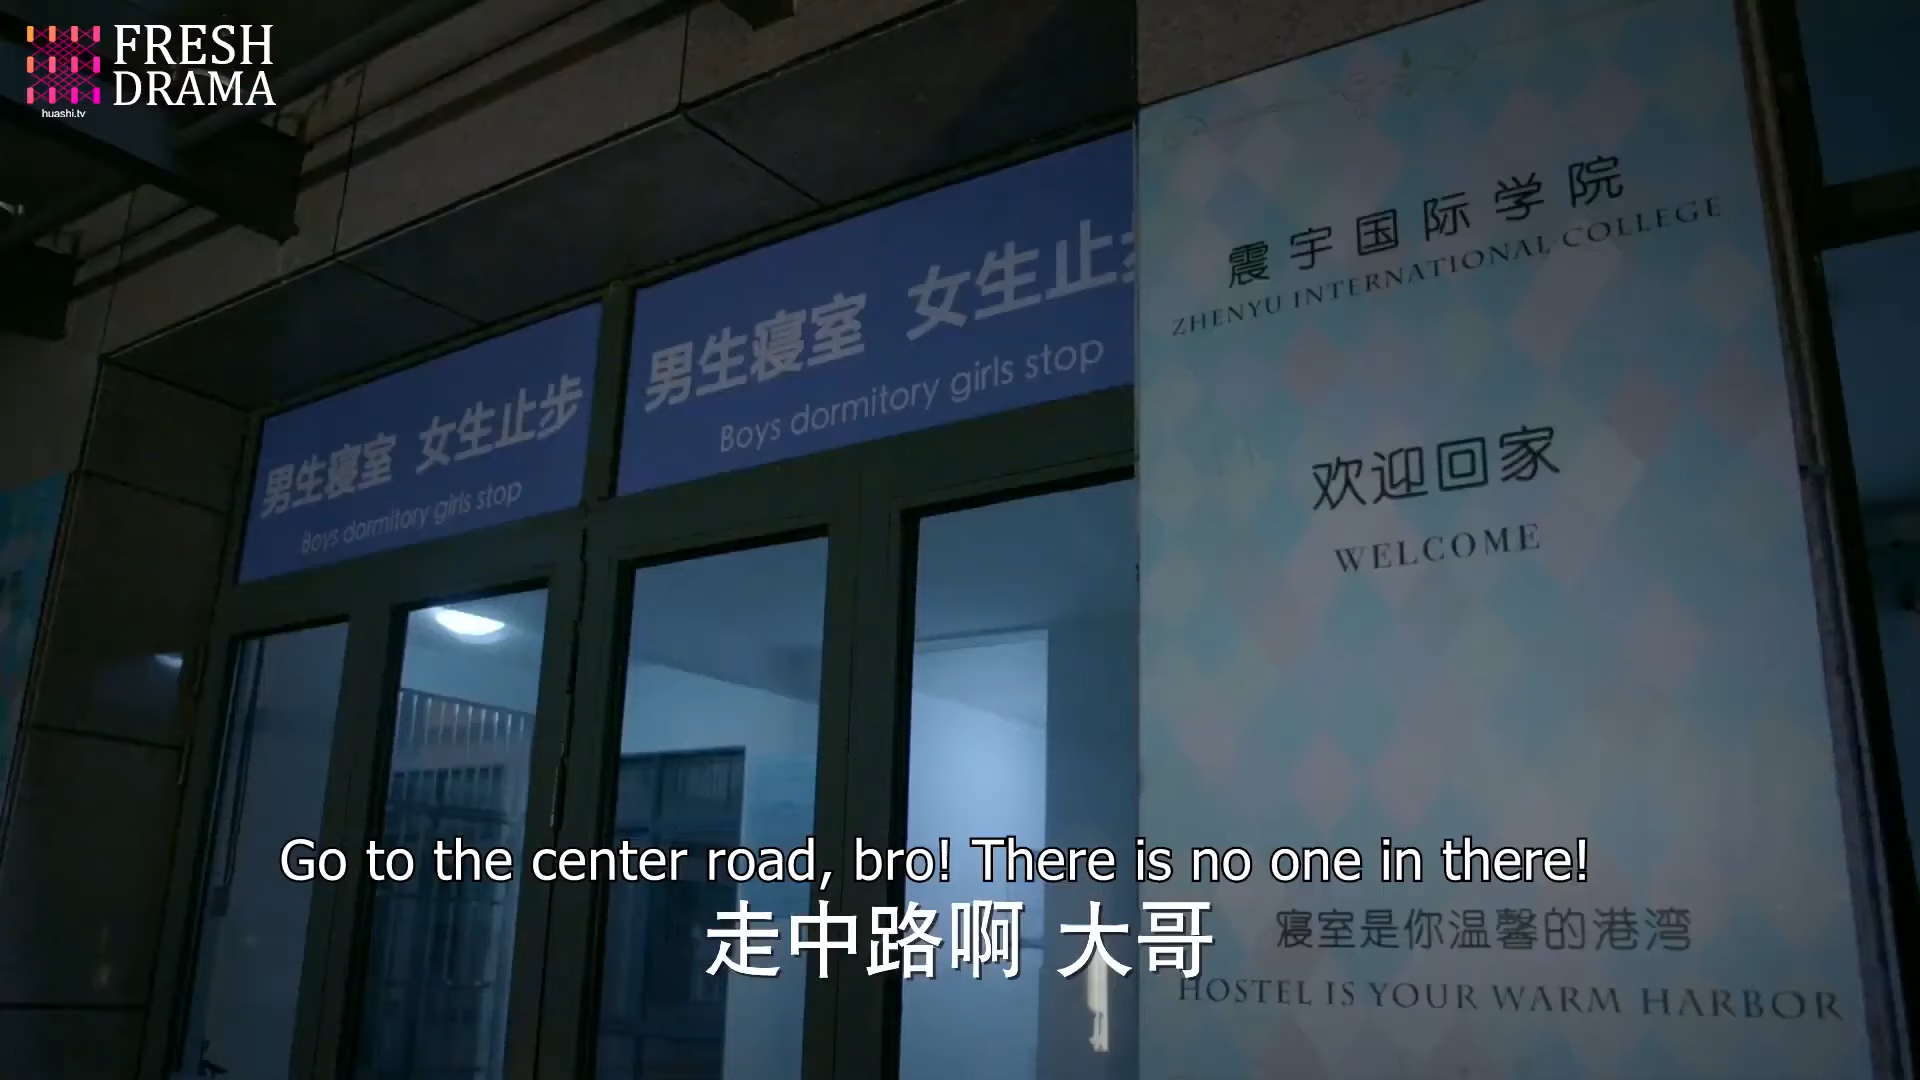 FRESH
DRAMA
huashi.tv
男生寝室 女生止步
Boys dormitory girls stop
男生寝室 女生止
Boys dormitory girls stop
震宇国际学院
ZHENYU INTERNATIONAL COLLEGE
欢迎回家
WELCOME
寝室是你温馨的港湾
HOSTEL IS YOUR WARM HARBOR
Go to the center road, bro! There is no one in there!
走中路啊 大哥